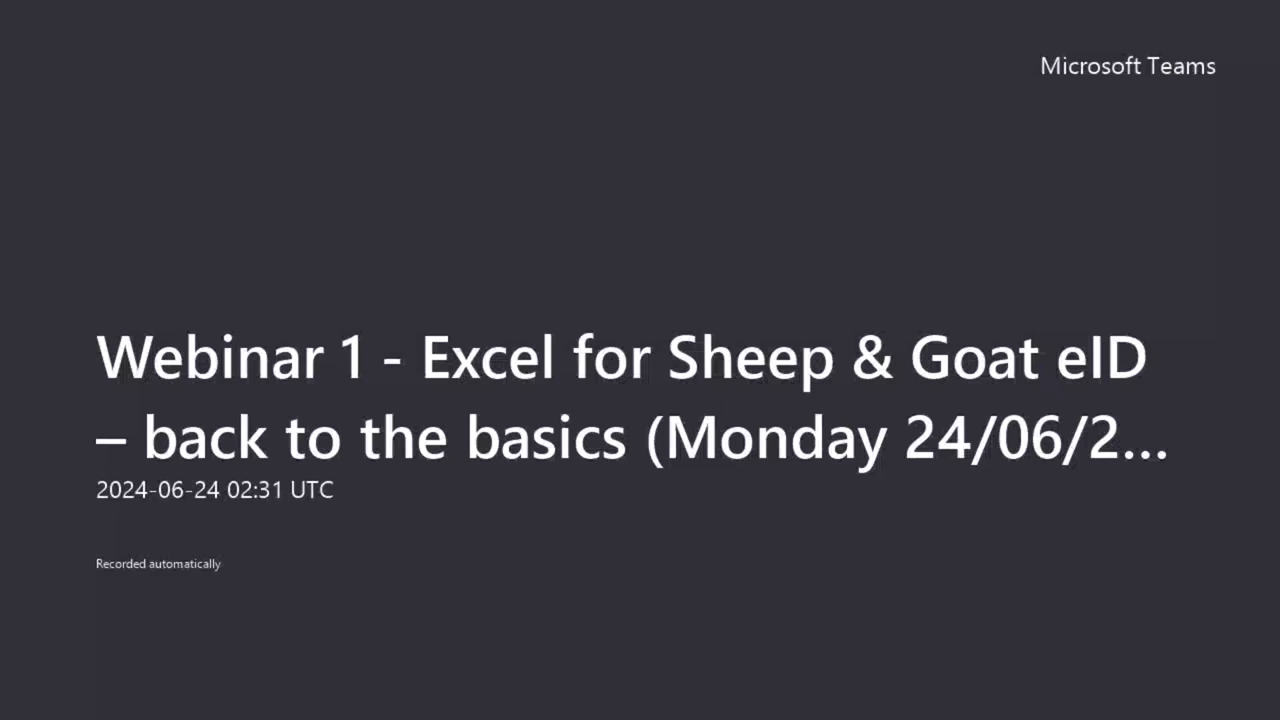 Microsoft Teams
Webinar 1 - Excel for Sheep & Goat eID
– back to the basics (Monday 24/06/2...
2024-06-24 02:31 UTC
Recorded automatically